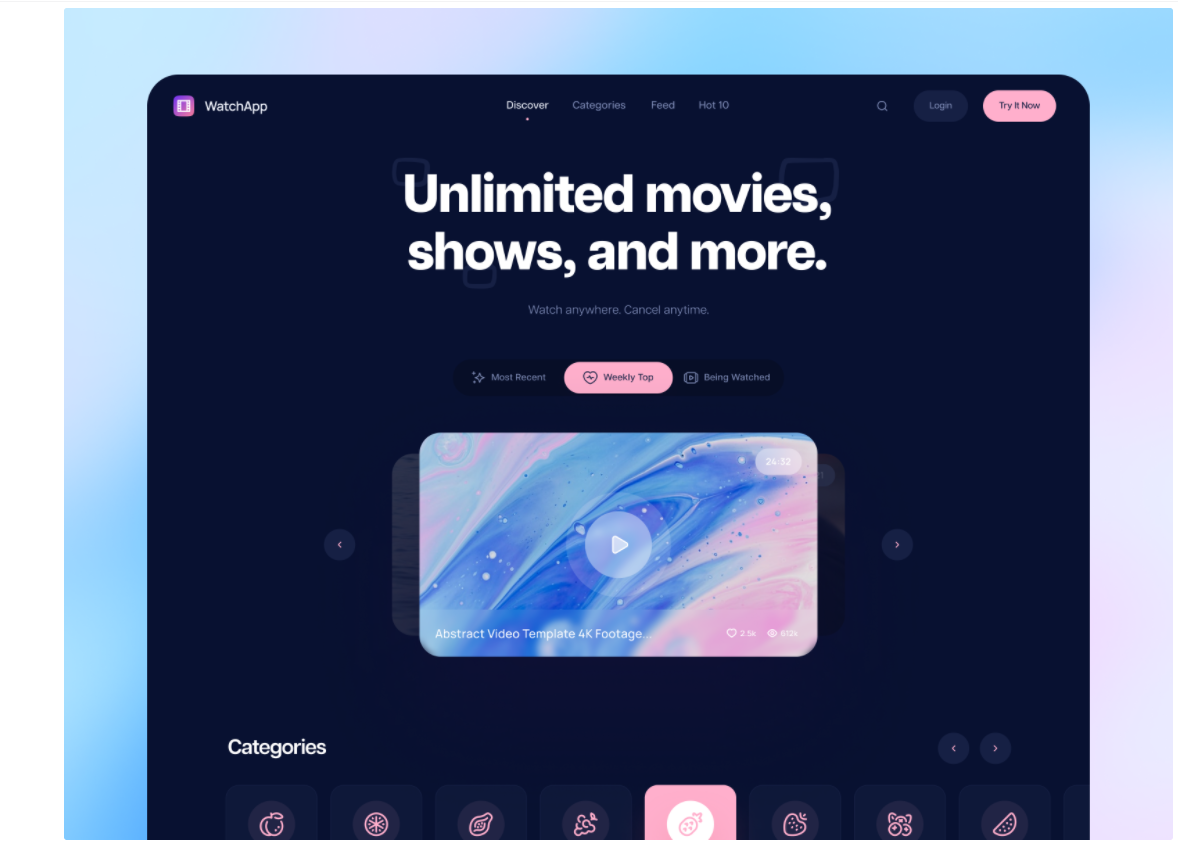 WatchApp
Discover
Categories
Feed
Hot 10
Login
Try It Now
Unlimited movies,
shows, and more.
Watch anywhere. Cancel anytime.
Most Recent
Weekly Top
Being Watched
24:32
Abstract Video Template 4K Footage...
2.5k
612k
Categories